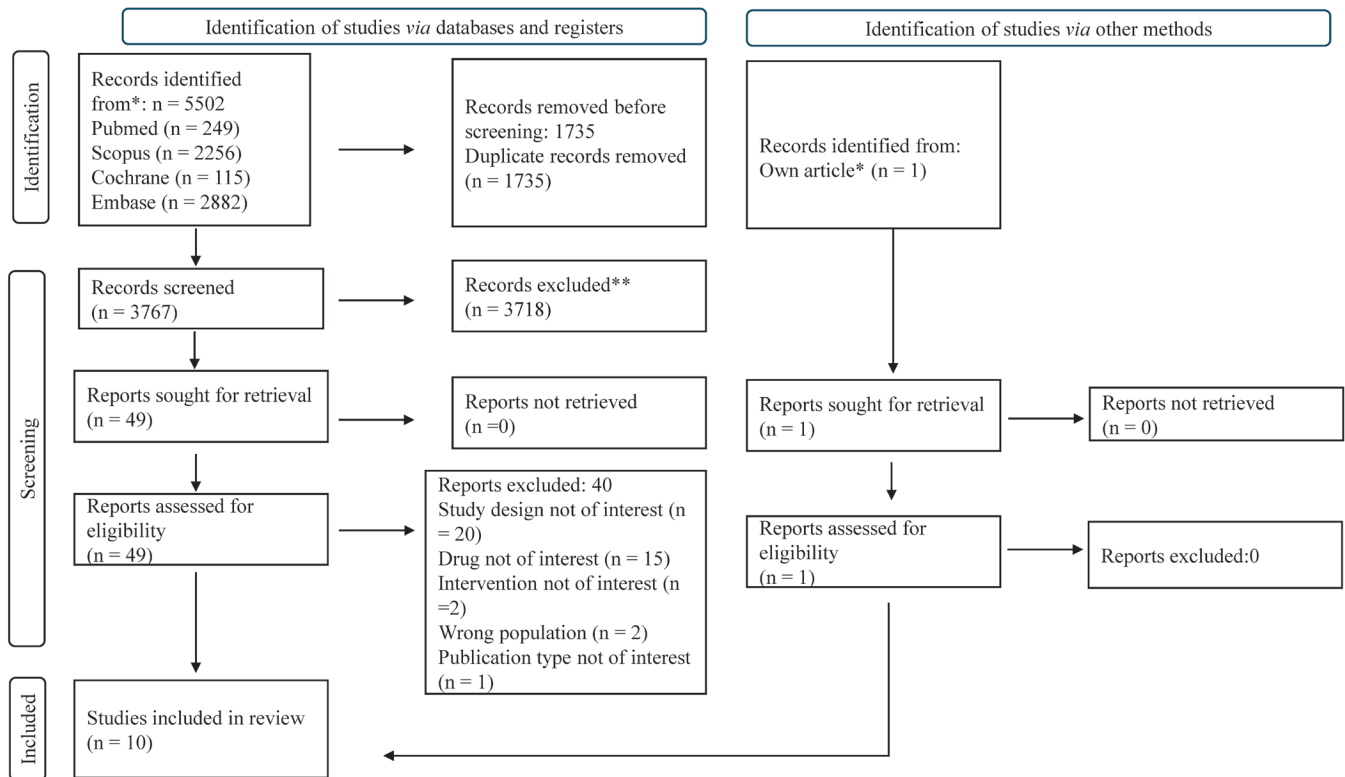 Identification of studies via databases and registers
Identification of studies via other methods
Identification
Records identified
from*: n = 5502
Pubmed (n = 249)
Scopus (n = 2256)
Cochrane (n = 115)
Embase (n = 2882)
Records removed before
screening: 1735
Duplicate records removed
(n = 1735)
Records identified from:
Own article* (n = 1)
Screening
Records screened
(n = 3767)
Records excluded**
(n = 3718)
Reports sought for retrieval
(n = 49)
Reports not retrieved
(n =0)
Reports sought for retrieval
(n = 1)
Reports not retrieved
(n = 0)
Reports assessed for
eligibility
(n = 49)
Reports excluded: 40
Study design not of interest (n
= 20)
Drug not of interest (n = 15)
Intervention not of interest (n
=2)
Wrong population (n = 2)
Publication type not of interest
(n = 1)
Reports assessed for
eligibility
(n = 1)
Reports excluded:0
Included
Studies included in review
(n = 10)